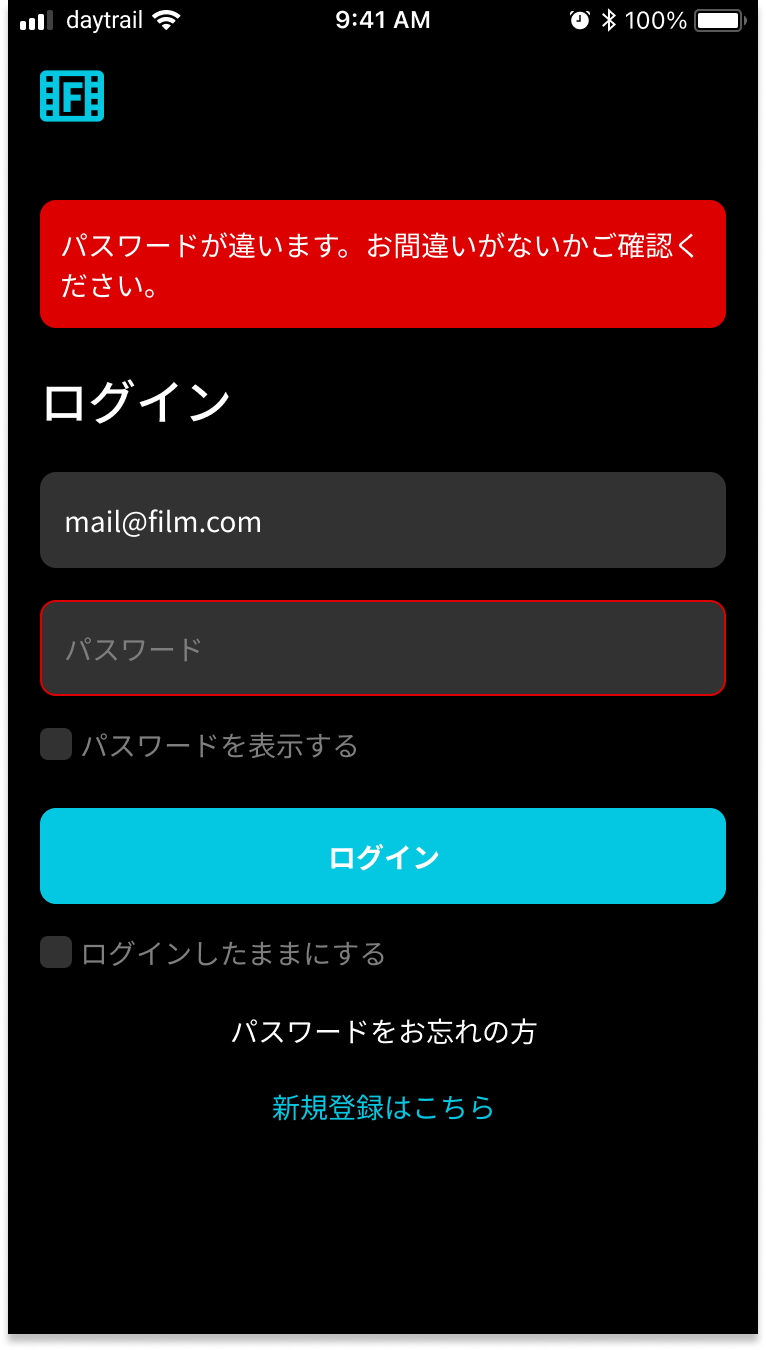 daytrail 9:41 AM 100%
F
パスワードが違います。お間違いがないかご確認く
ださい。
ログイン
mail@film.com
パスワード
パスワードを表示する
ログイン
ログインしたままにする
パスワードをお忘れの方
新規登録はこちら